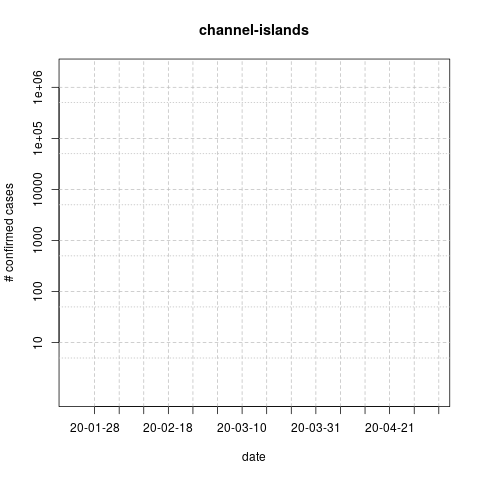 channel-islands
# confirmed cases
1e+06
1e+05
10000
1000
100
10
20-01-28 20-02-18 20-03-10 20-03-31 20-04-21
date